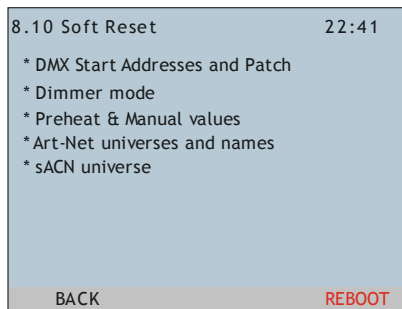 8.10 Soft Reset 22:41
* DMX Start Addresses and Patch
* Dimmer mode
* Preheat & Manual values
* Art-Net universes and names
* sACN universe
BACK REBOOT